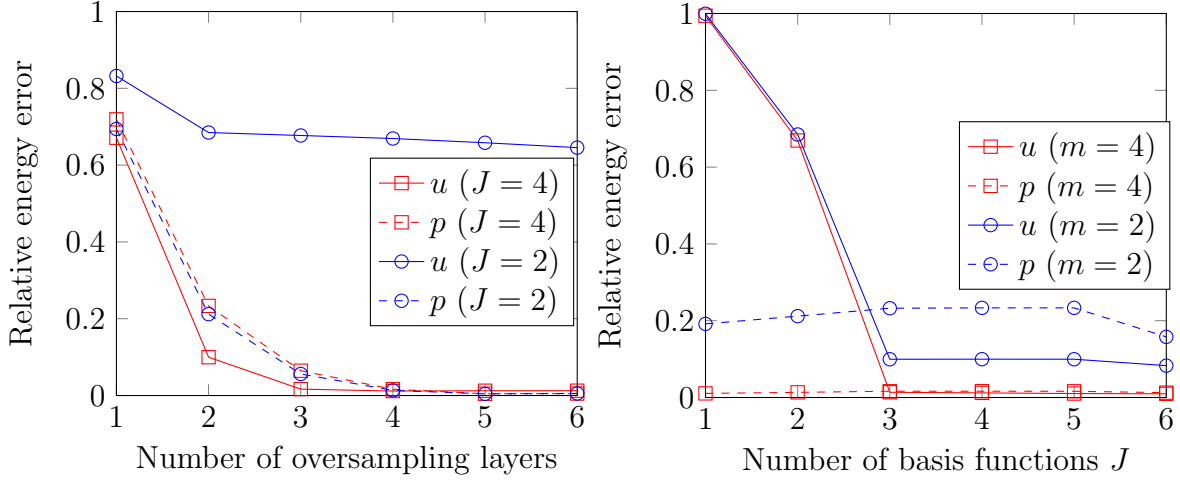 Relative energy error
1
0.8
0.6
0.4
0.2
0
1 2 3 4 5 6
Number of oversampling layers
u (J = 4)
p (J = 4)
u (J = 2)
p (J = 2)
Relative energy error
1
0.8
0.6
0.4
0.2
0
1 2 3 4 5 6
Number of basis functions J
u (m = 4)
p (m = 4)
u (m = 2)
p (m = 2)